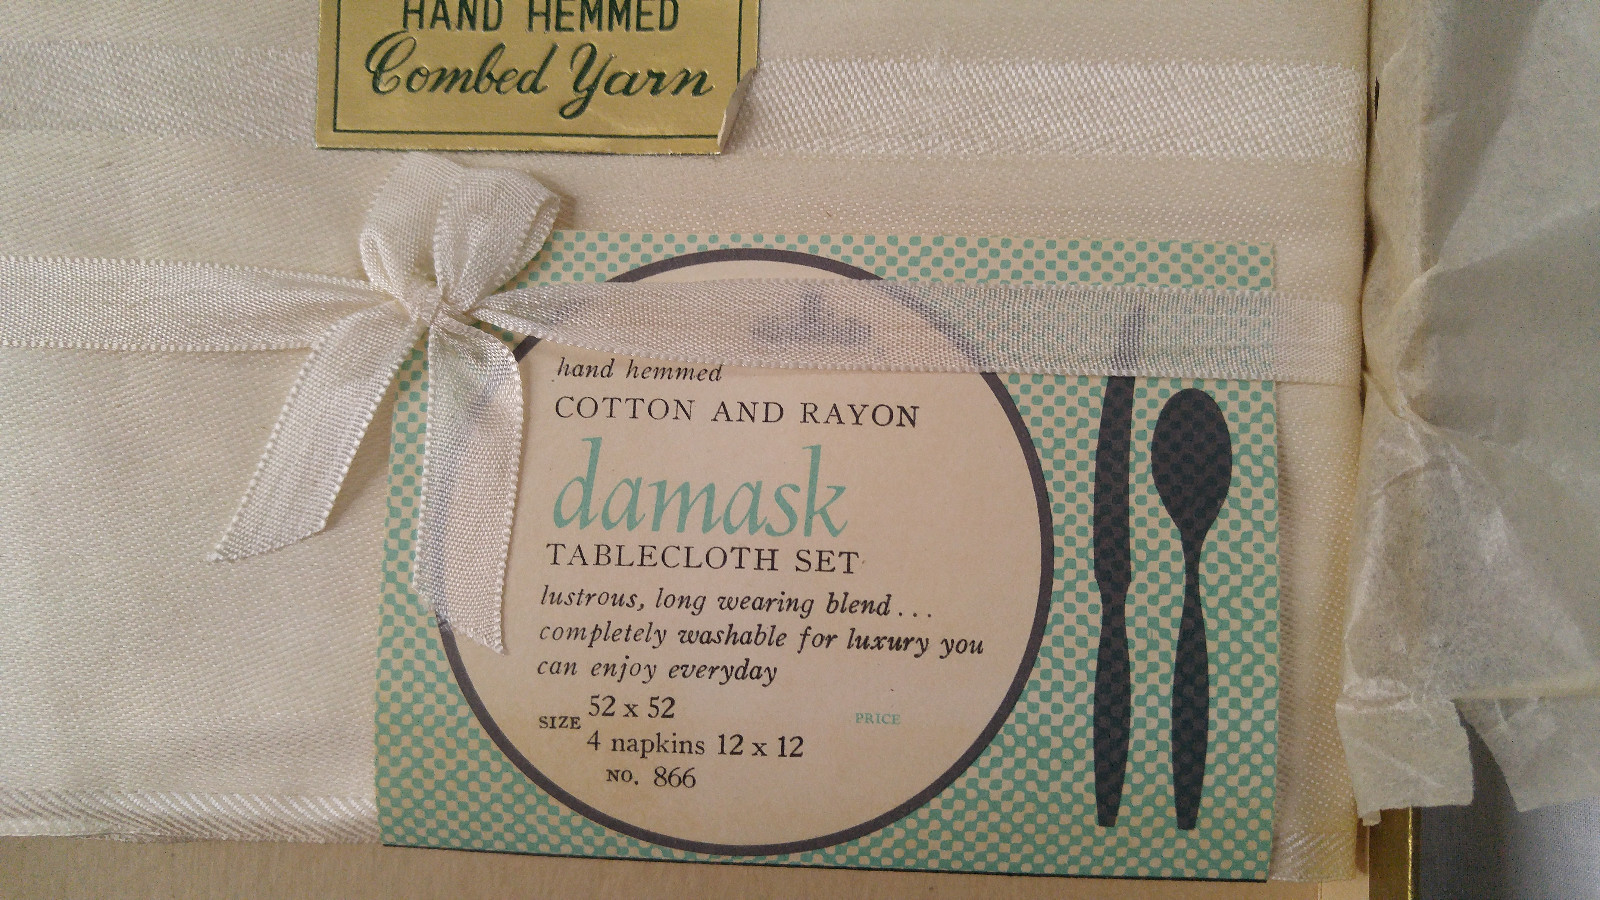 HAND HEMMED
Combed Yarn
hand hemmed
COTTON AND RAYON
damask
TABLECLOTH SET
lustrous, long wearing blend...
completely washable for luxury you
can enjoy everyday
SIZE 52 x 52
4 napkins 12 x 12
PRICE
NO. 866